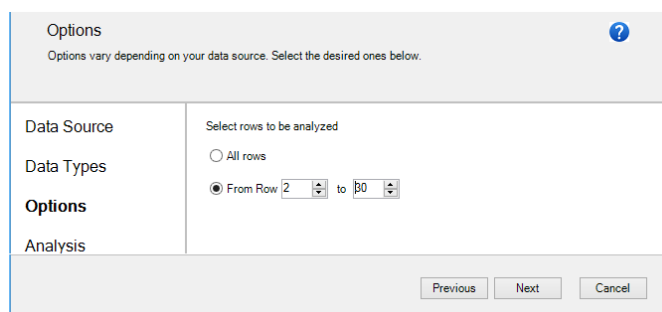 Options
Options vary depending on your data source. Select the desired ones below.
Data Source
Data Types
Options
Analysis
Select rows to be analyzed
All rows
From Row 2 to 30
Previous Next Cancel